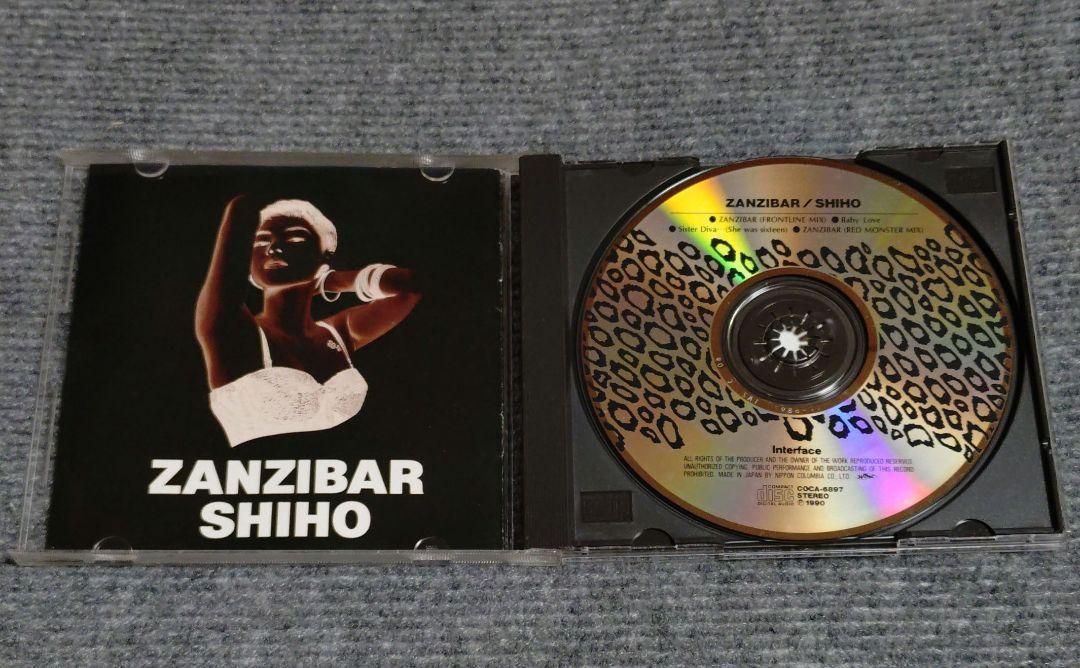 ZANZIBAR
SHIHO
ZANZIBAR / SHIHO
● ZANZIBAR (FRONTLINE MIX) ● Baby Love
● Sister Diva…(She was sixteen) ● ZANZIBAR (RED MONSTER MIX)
Interface
ALL RIGHTS OF THE PRODUCER AND THE OWNER OF THE WORK REPRODUCED RESERVED.
UNAUTHORIZED COPYING, PUBLIC PERFORMANCE AND BROADCASTING OF THIS RECORD
PROHIBITED. MADE IN JAPAN BY NIPPON COLUMBIA CO., LTD.
COMPACT
disc
DIGITAL AUDIO
COCA-6897
STEREO
℗1990